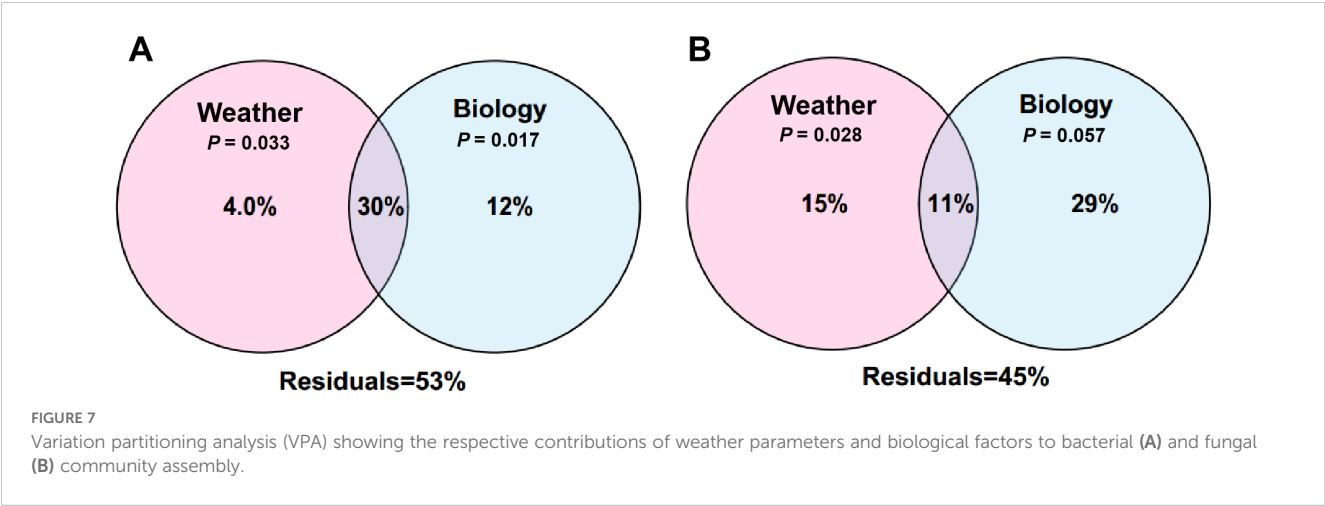 A
Weather
P = 0.033
4.0%
30%
Biology
P = 0.017
12%
Residuals=53%
B
Weather
P = 0.028
15%
11%
Biology
P = 0.057
29%
Residuals=45%
FIGURE 7
Variation partitioning analysis (VPA) showing the respective contributions of weather parameters and biological factors to bacterial (A) and fungal
(B) community assembly.